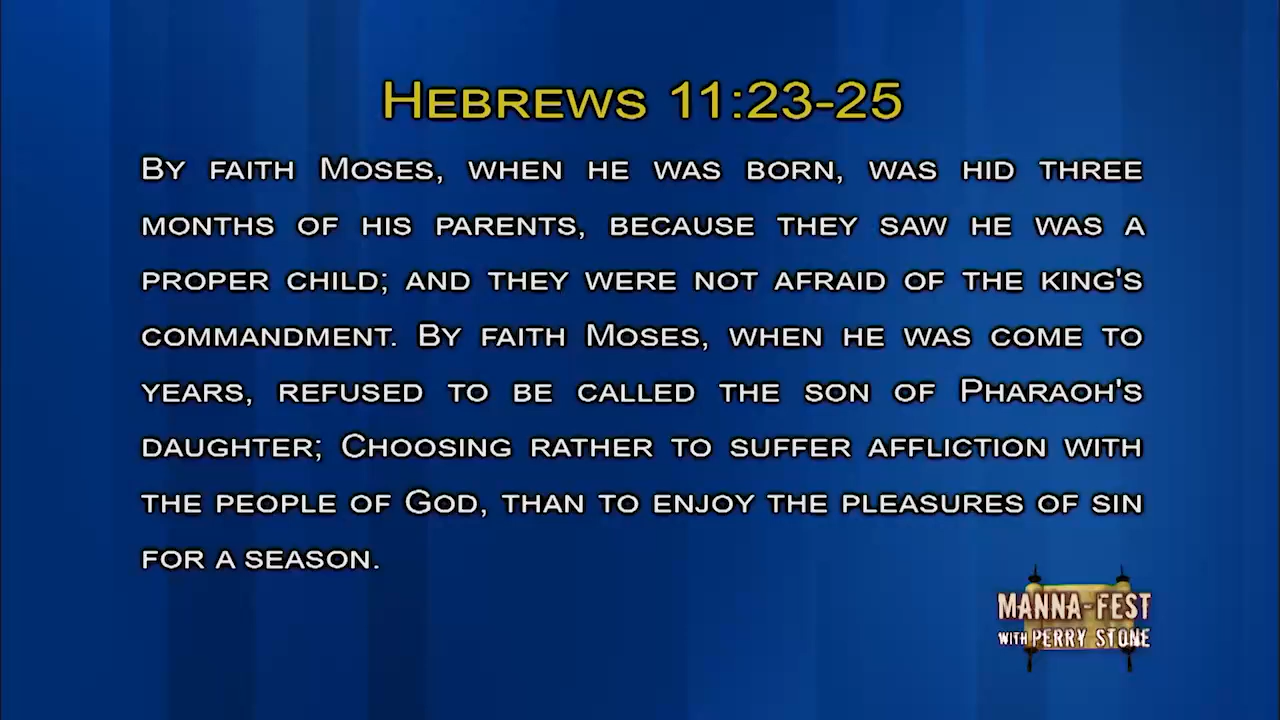 Hebrews 11:23-25
By faith Moses, when he was born, was hid three
months of his parents, because they saw he was a
proper child; and they were not afraid of the king's
commandment. By faith Moses, when he was come to
years, refused to be called the son of Pharaoh's
daughter; Choosing rather to suffer affliction with
the people of God, than to enjoy the pleasures of sin
for a season.
MANNA-FEST
WITH PERRY STONE